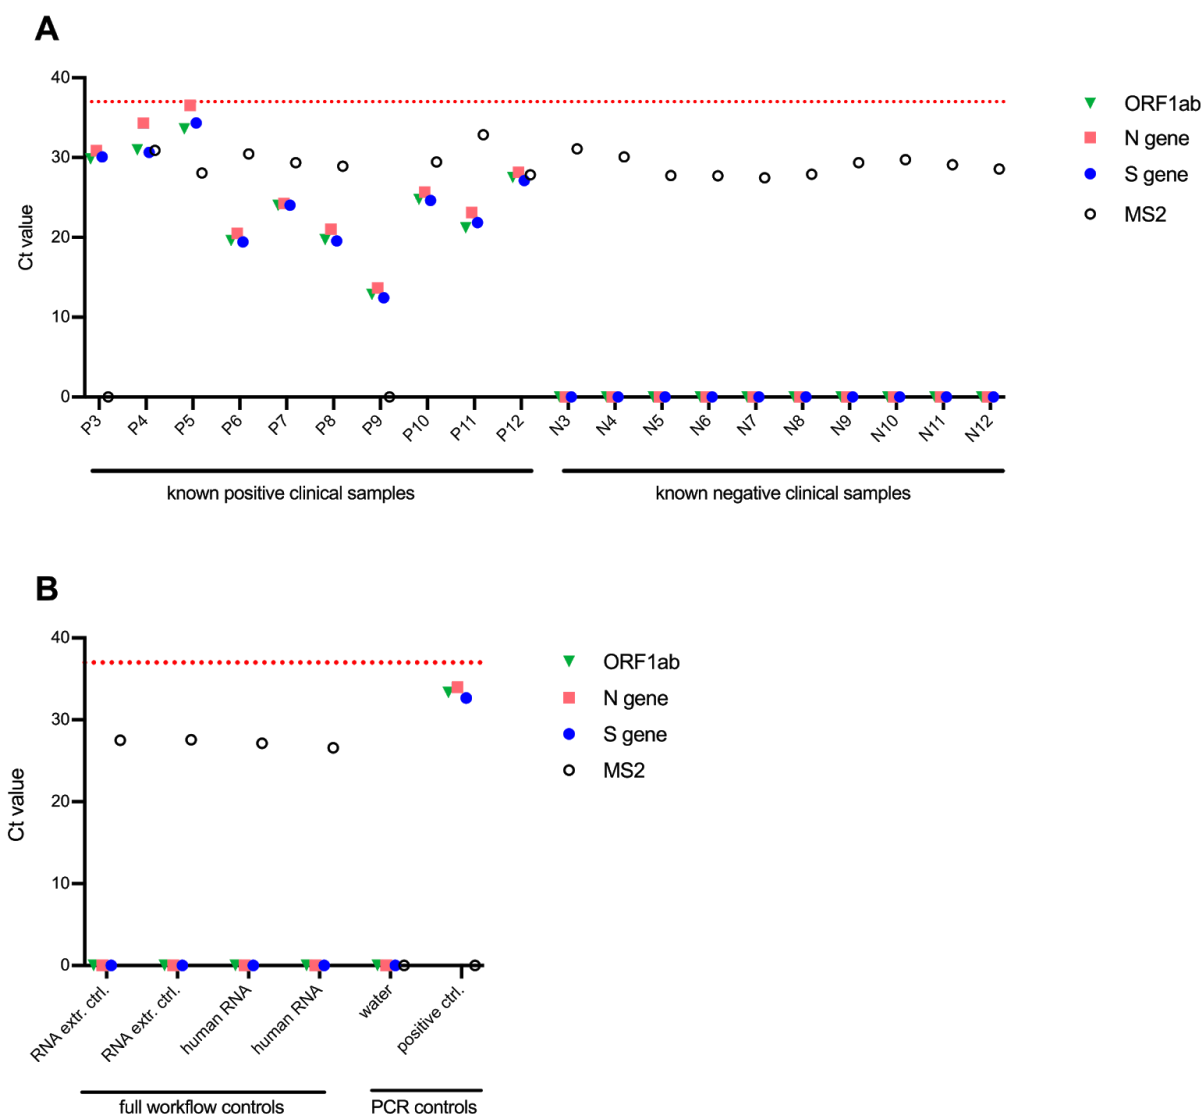 A
40
30
20
10
0
Ct value
P3 P4 P5 P6 P7 P8 P9 P10 P11 P12 N3 N4 N5 N6 N7 N8 N9 N10 N11 N12
known positive clinical samples
known negative clinical samples
ORF1ab
N gene
S gene
MS2
B
40
30
20
10
0
Ct value
RNA extr. ctrl.
RNA extr. ctrl.
human RNA
human RNA
water
positive ctrl.
full workflow controls
PCR controls
ORF1ab
N gene
S gene
MS2